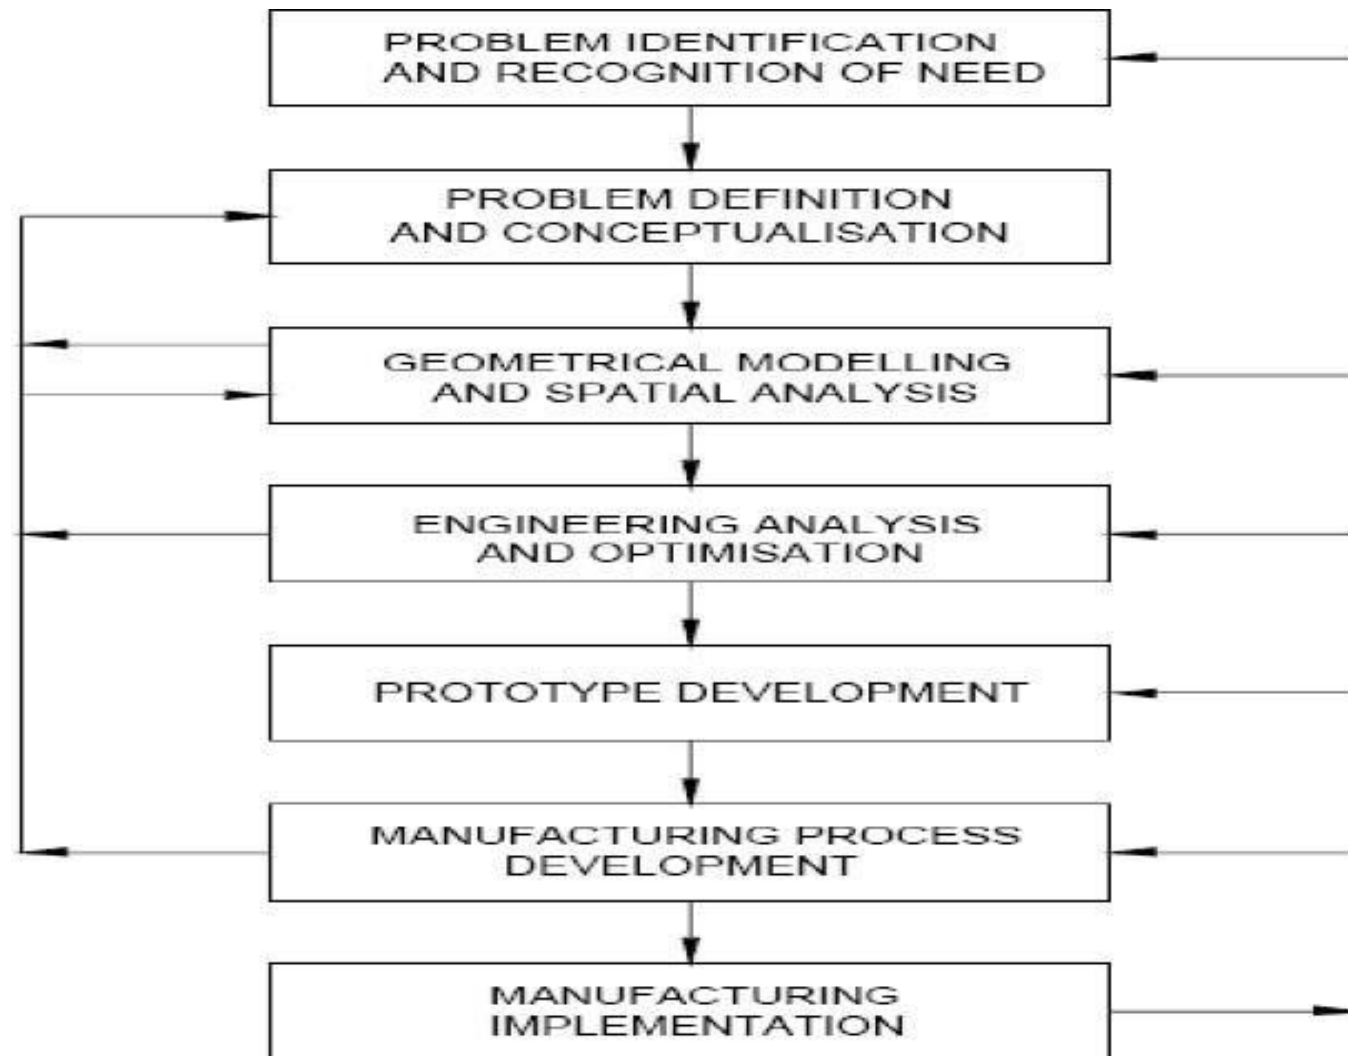 PROBLEM IDENTIFICATION
AND RECOGNITION OF NEED
PROBLEM DEFINITION
AND CONCEPTUALISATION
GEOMETRICAL MODELLING
AND SPATIAL ANALYSIS
ENGINEERING ANALYSIS
AND OPTIMISATION
PROTOTYPE DEVELOPMENT
MANUFACTURING PROCESS
DEVELOPMENT
MANUFACTURING
IMPLEMENTATION